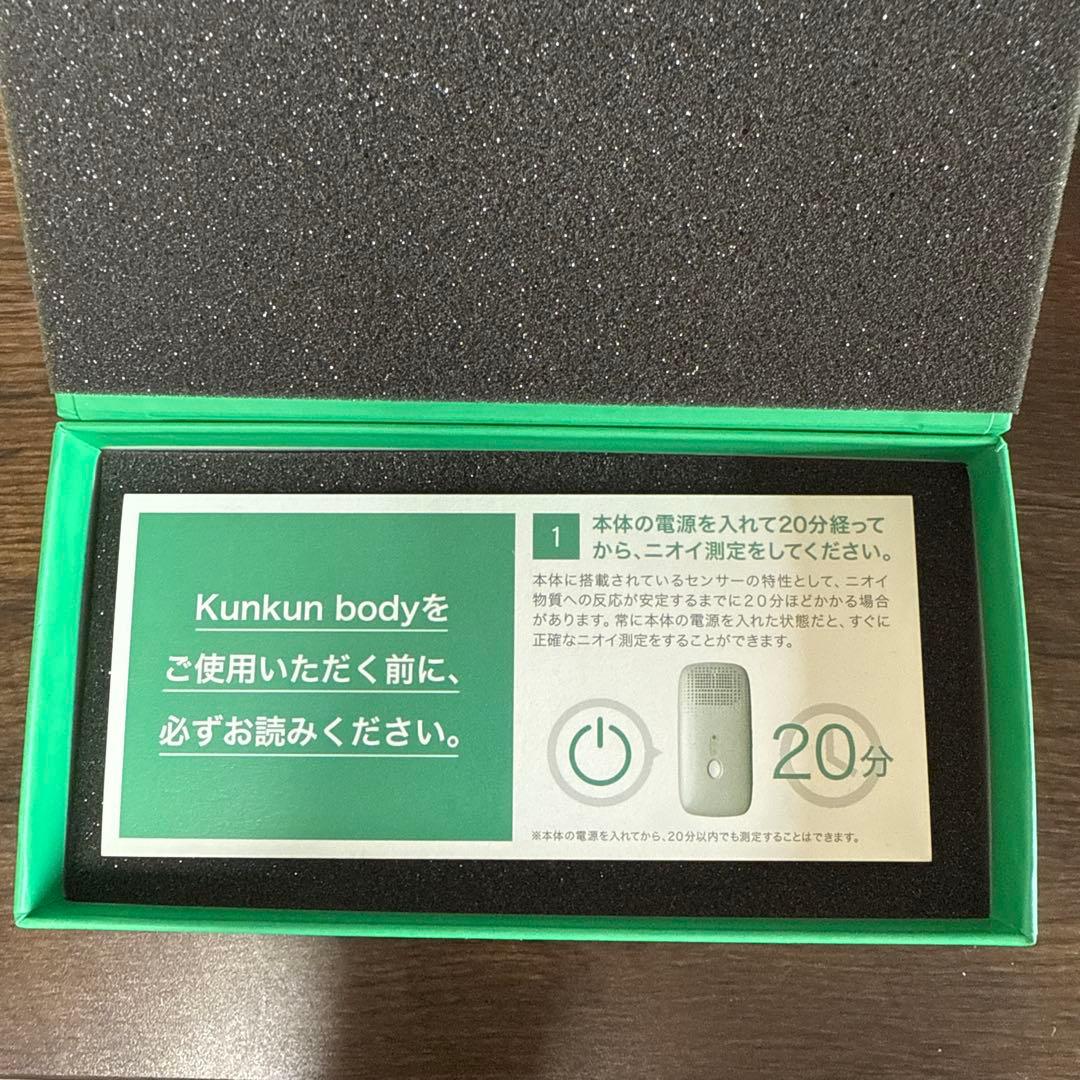 Kunkun bodyを
ご使用いただく前に、
必ずお読みください。
1
本体の電源を入れて20分経って
から、ニオイ測定をしてください。
本体に搭載されているセンサーの特性として、ニオイ
物質への反応が安定するまでに20分ほどかかる場合
があります。常に本体の電源を入れた状態だと、すぐに
正確なニオイ測定をすることができます。
20分
※本体の電源を入れてから、20分以内でも測定することはできます。